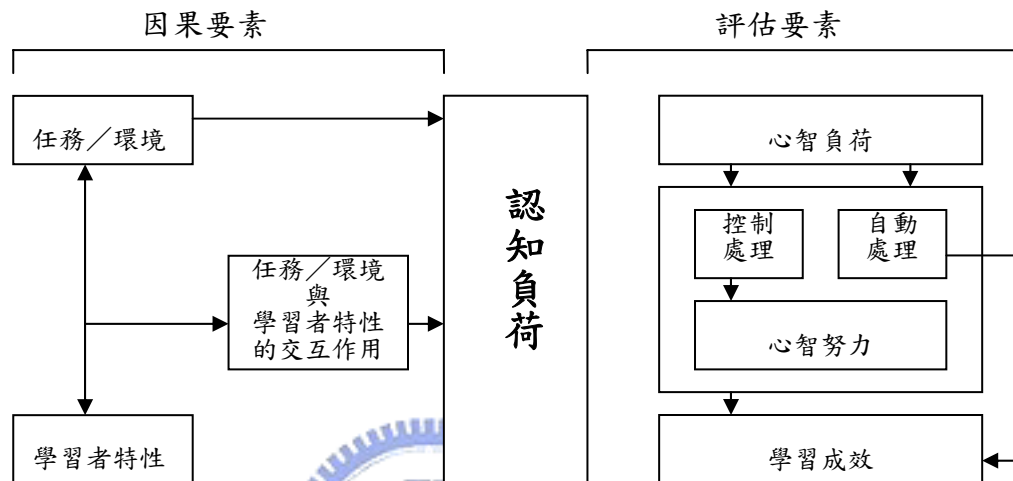 因果要素
評估要素
任務／環境
心智負荷
認知負荷
控制
處理
自動
處理
任務／環境
與
學習者特性
的交互作用
心智努力
學習者特性
學習成效